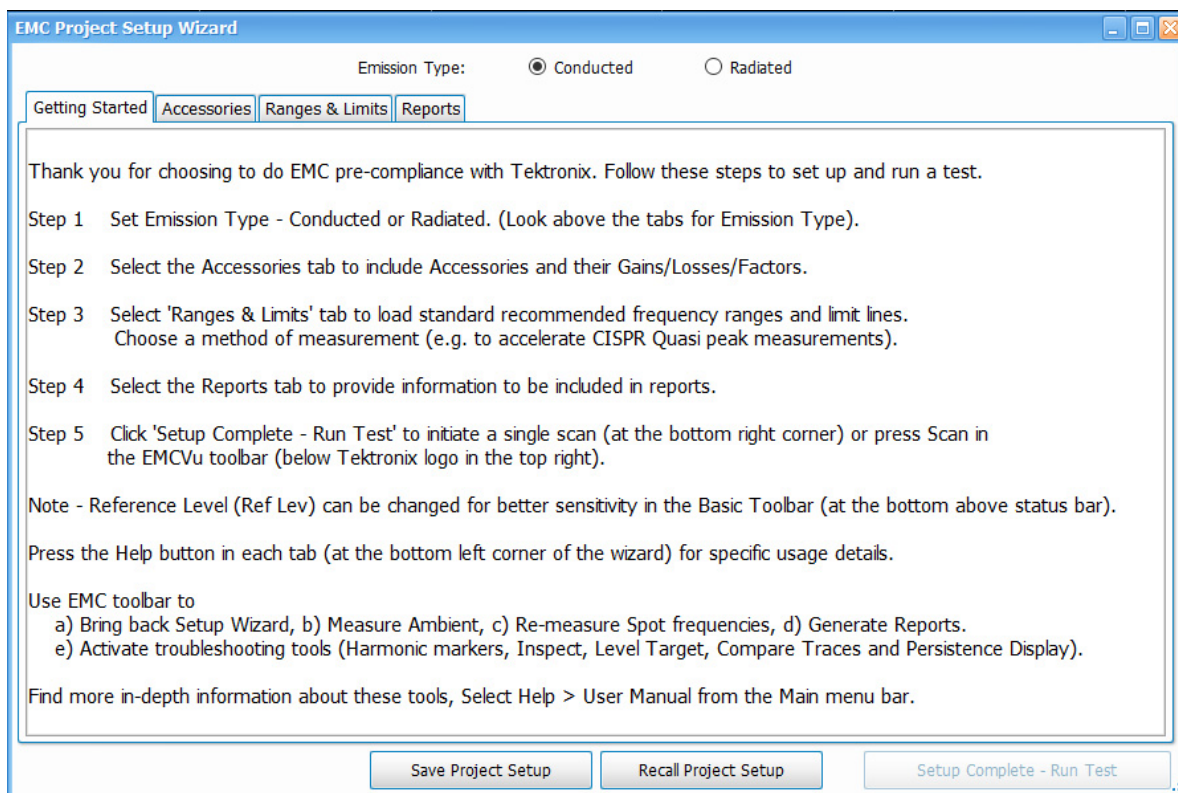 EMC Project Setup Wizard
Emission Type: Conducted Radiated
Getting Started Accessories Ranges & Limits Reports
Thank you for choosing to do EMC pre-compliance with Tektronix. Follow these steps to set up and run a test.
Step 1 Set Emission Type - Conducted or Radiated. (Look above the tabs for Emission Type).
Step 2 Select the Accessories tab to include Accessories and their Gains/Losses/Factors.
Step 3 Select 'Ranges & Limits' tab to load standard recommended frequency ranges and limit lines.
Choose a method of measurement (e.g. to accelerate CISPR Quasi peak measurements).
Step 4 Select the Reports tab to provide information to be included in reports.
Step 5 Click 'Setup Complete - Run Test' to initiate a single scan (at the bottom right corner) or press Scan in
the EMCVu toolbar (below Tektronix logo in the top right).
Note - Reference Level (Ref Lev) can be changed for better sensitivity in the Basic Toolbar (at the bottom above status bar).
Press the Help button in each tab (at the bottom left corner of the wizard) for specific usage details.
Use EMC toolbar to
a) Bring back Setup Wizard, b) Measure Ambient, c) Re-measure Spot frequencies, d) Generate Reports.
e) Activate troubleshooting tools (Harmonic markers, Inspect, Level Target, Compare Traces and Persistence Display).
Find more in-depth information about these tools, Select Help > User Manual from the Main menu bar.
Save Project Setup Recall Project Setup Setup Complete - Run Test